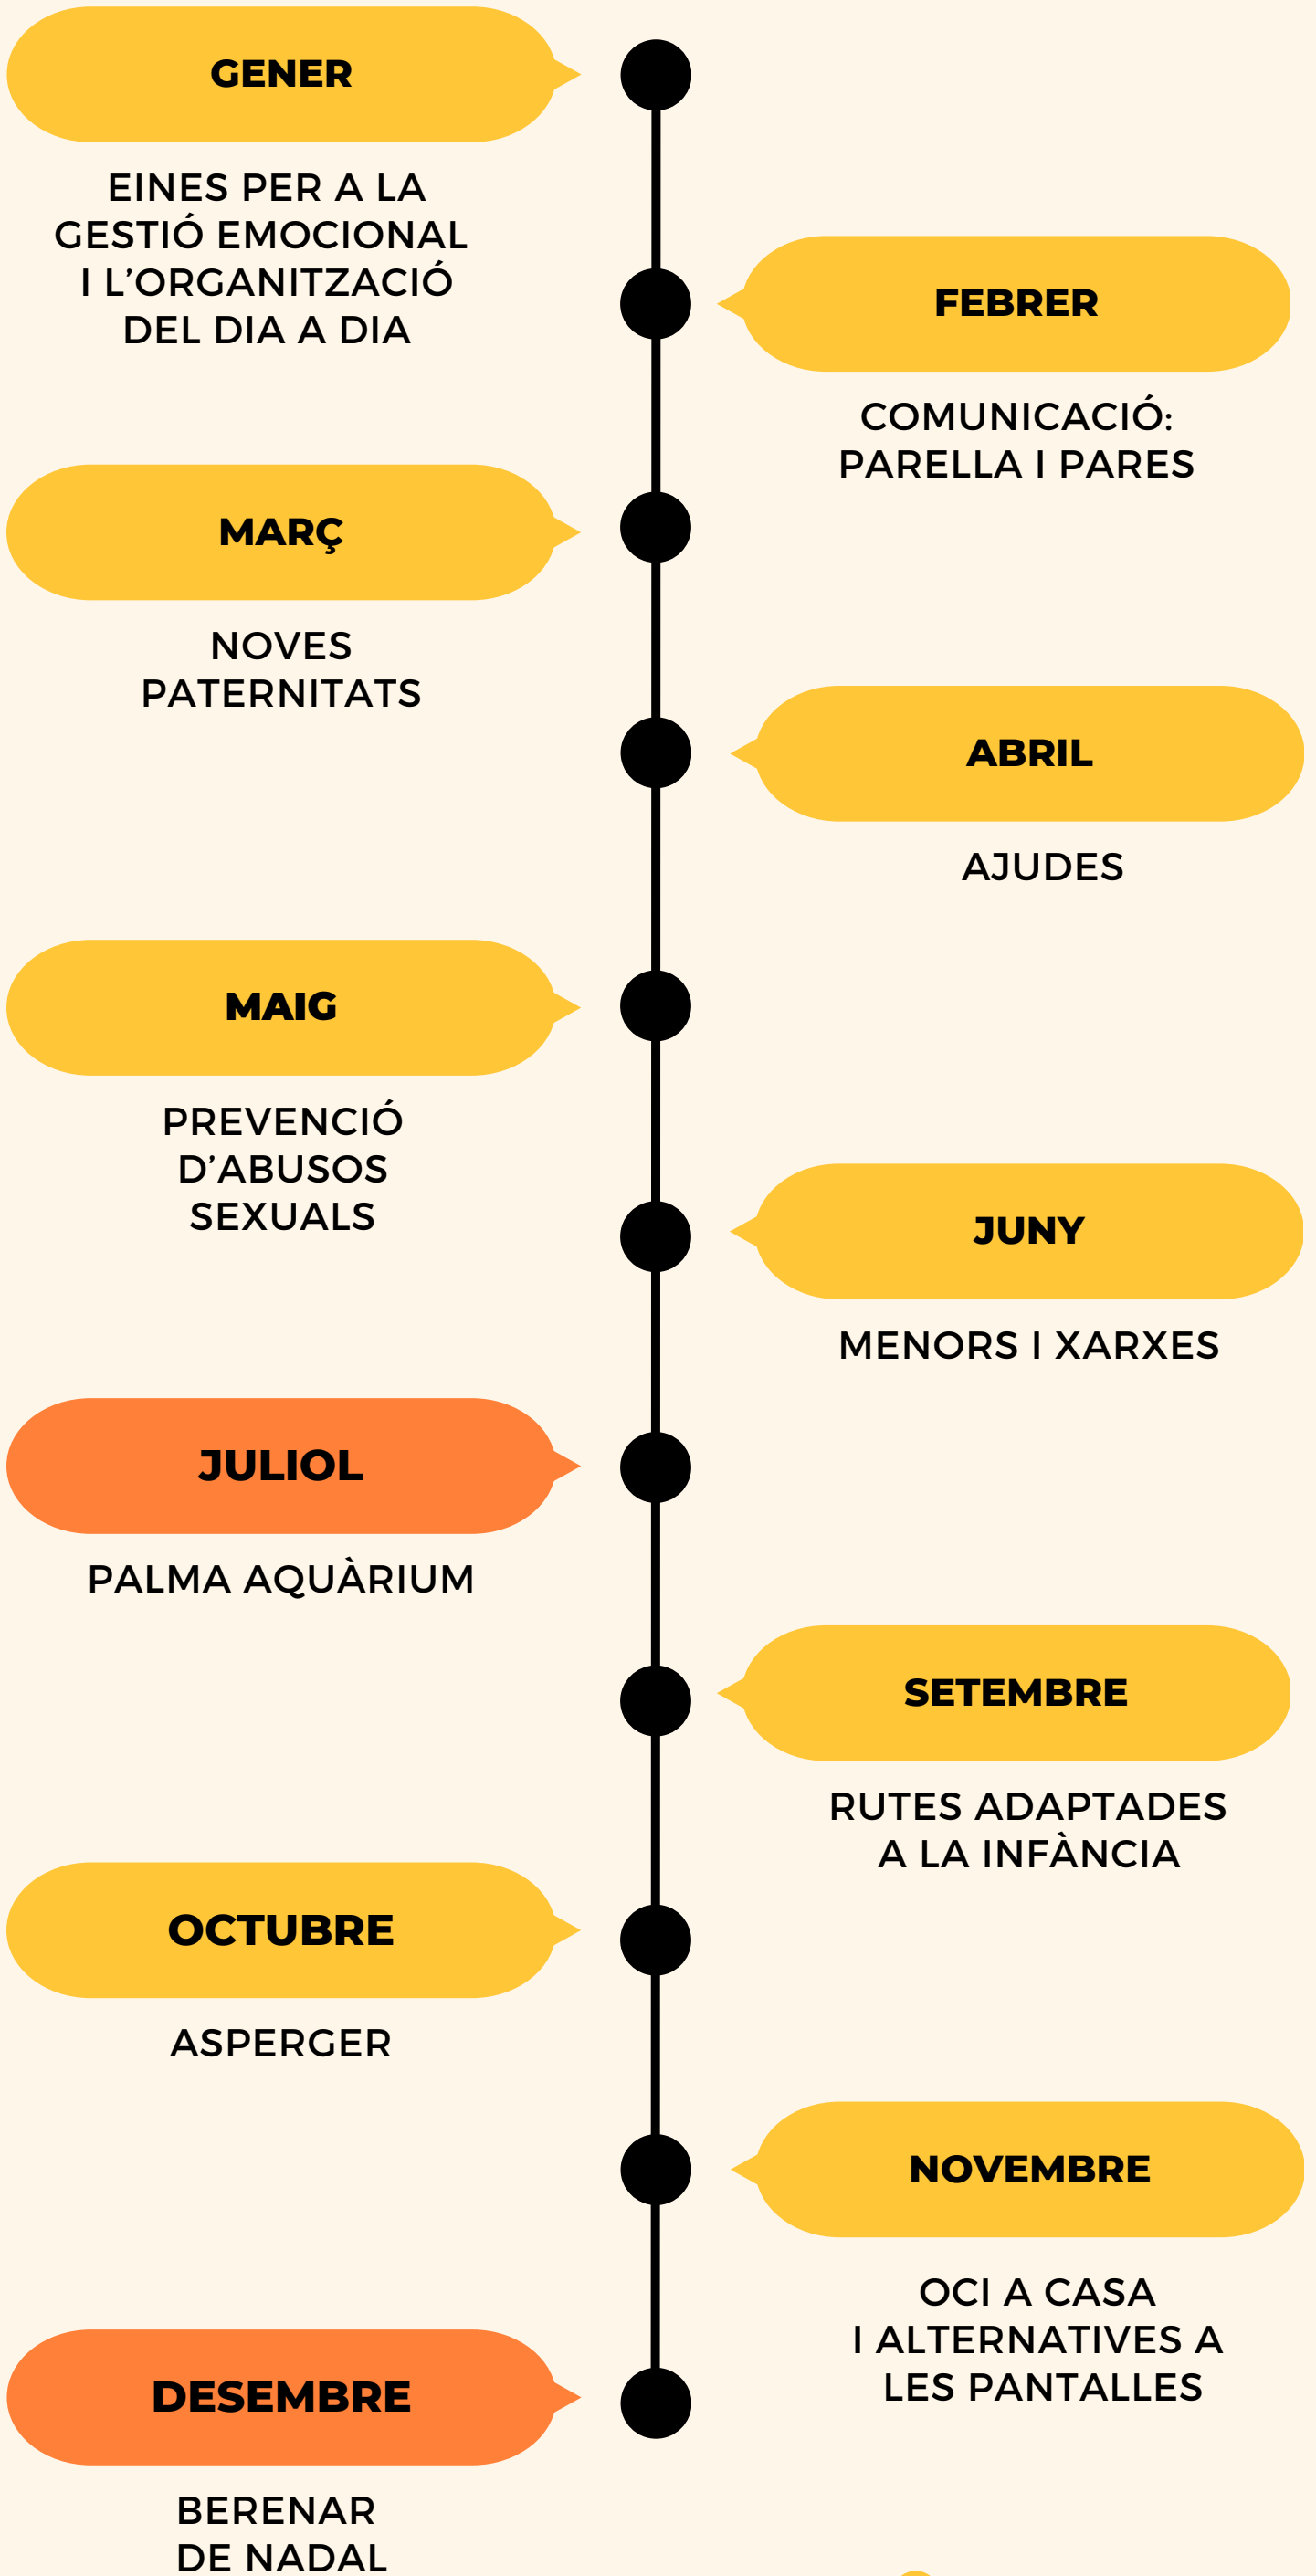 GENER
EINES PER A LA
GESTIÓ EMOCIONAL
I L’ORGANITZACIÓ
DEL DIA A DIA
FEBRER
COMUNICACIÓ:
PARELLA I PARES
MARÇ
NOVES
PATERNITATS
ABRIL
AJUDES
MAIG
PREVENCIÓ
D’ABUSOS
SEXUALS
JUNY
MENORS I XARXES
JULIOL
PALMA AQUÀRIUM
SETEMBRE
RUTES ADAPTADES
A LA INFÀNCIA
OCTUBRE
ASPERGER
NOVEMBRE
OCI A CASA
I ALTERNATIVES A
LES PANTALLES
DESEMBRE
BERENAR
DE NADAL